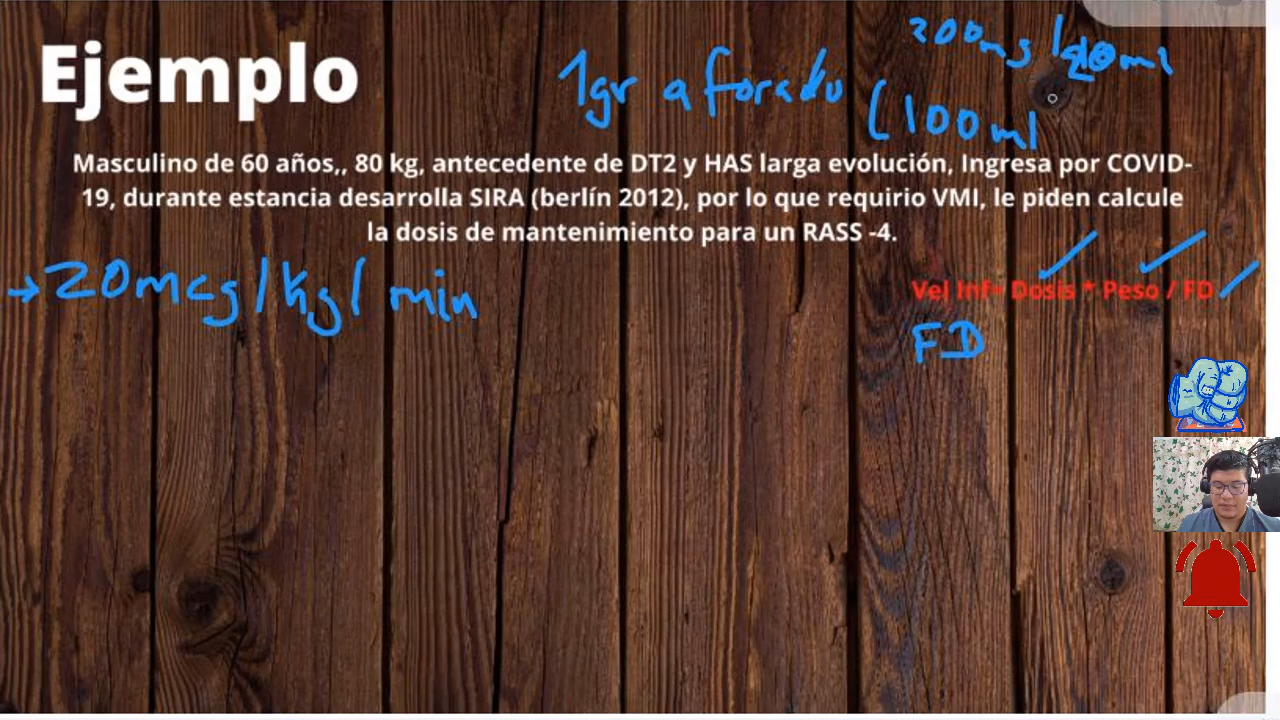 Ejemplo
1gr aforado (100ml
200mg
Masculino de 60 años,, 80 kg, antecedente de DT2 y HAS larga evolución, Ingresa por COVID-
19, durante estancia desarrolla SIRA (berlín 2012), por lo que requirio VMI, le piden calcule
la dosis de mantenimiento para un RASS -4.
→20mcg/kg/min
Vel Inf= Dosis * Peso / FD
FD